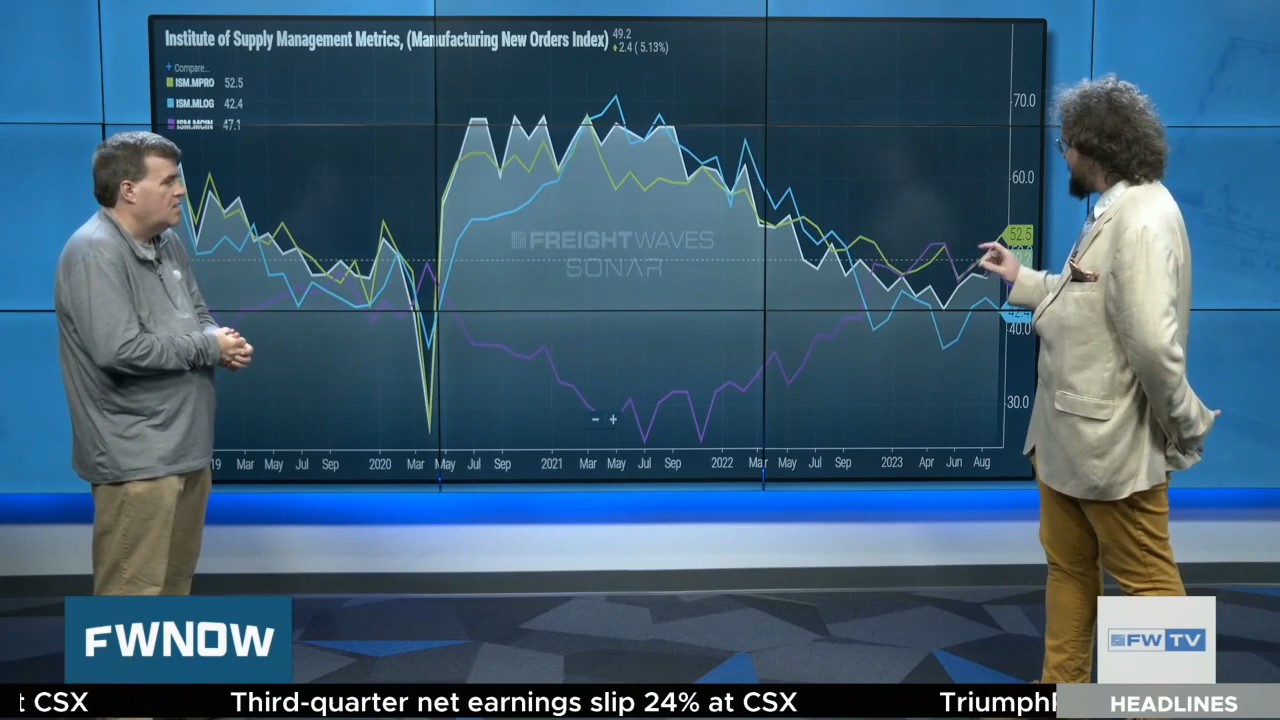 Institute of Supply Management Metrics, (Manufacturing New Orders Index) 49.2
2.4 ( 5.13%)
+ Compare...
ISM.MPRO 52.5
ISM.MLOG 42.4
ISM.MCIN 47.1
70.0
60.0
52.5
42.4
40.0
30.0
FREIGHTWAVES
SONAR
− +
19 Mar May Jul Sep 2020 Mar May Jul Sep 2021 Mar May Jul Sep 2022 Mar May Jul Sep 2023 Apr Jun Aug
FWNOW
FWTV
t CSX Third-quarter net earnings slip 24% at CSX Triumph
HEADLINES